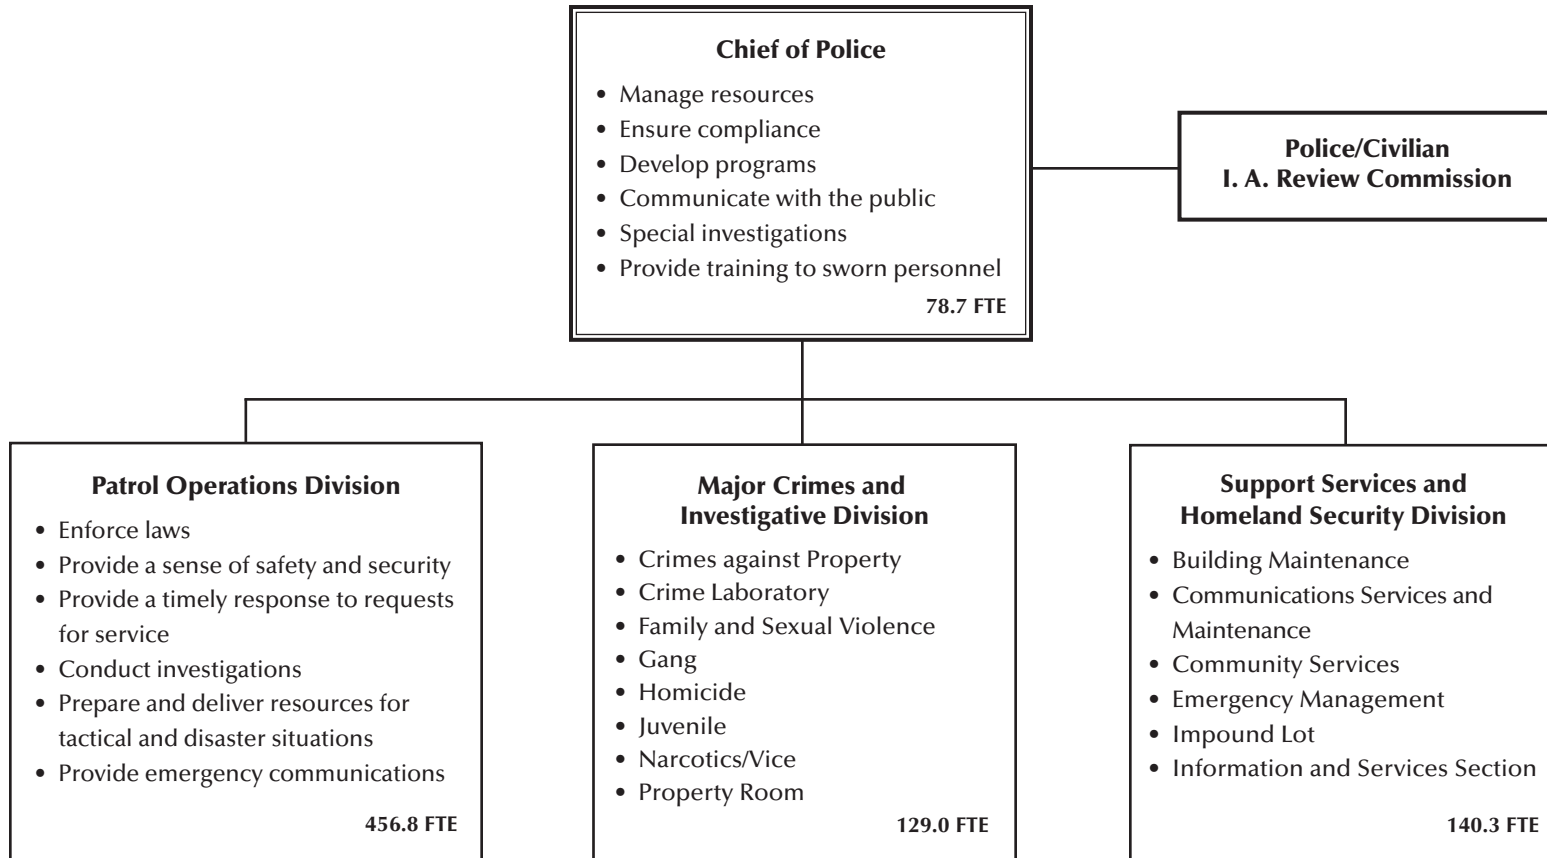 Chief of Police
• Manage resources
• Ensure compliance
• Develop programs
• Communicate with the public
• Special investigations
• Provide training to sworn personnel
78.7 FTE
Police/Civilian
I. A. Review Commission
Patrol Operations Division
• Enforce laws
• Provide a sense of safety and security
• Provide a timely response to requests
for service
• Conduct investigations
• Prepare and deliver resources for
tactical and disaster situations
• Provide emergency communications
456.8 FTE
Major Crimes and
Investigative Division
• Crimes against Property
• Crime Laboratory
• Family and Sexual Violence
• Gang
• Homicide
• Juvenile
• Narcotics/Vice
• Property Room
129.0 FTE
Support Services and
Homeland Security Division
• Building Maintenance
• Communications Services and
Maintenance
• Community Services
• Emergency Management
• Impound Lot
• Information and Services Section
140.3 FTE